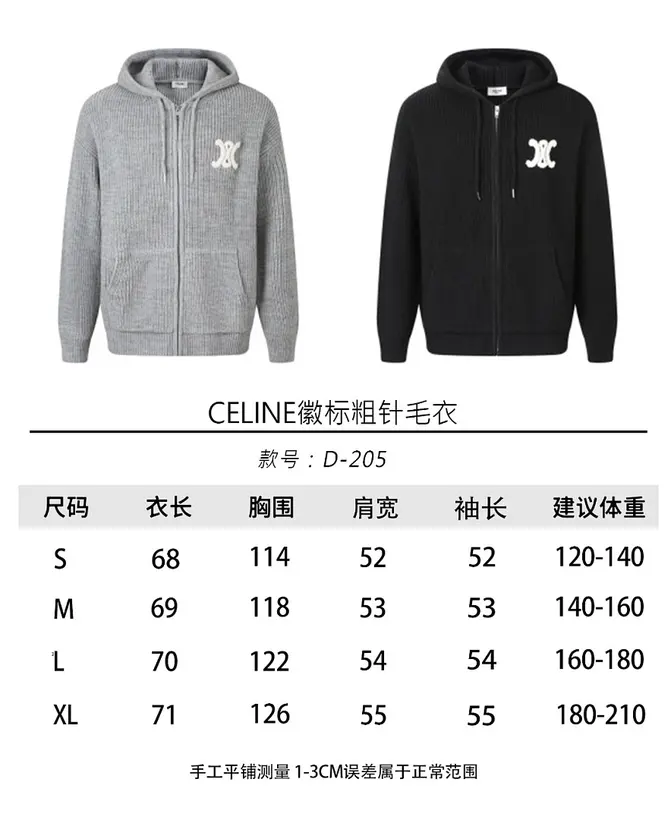 CELINE徽标粗针毛衣
款号：D-205
尺码 衣长 胸围 肩宽 袖长 建议体重
S 68 114 52 52 120-140
M 69 118 53 53 140-160
L 70 122 54 54 160-180
XL 71 126 55 55 180-210
手工平铺测量 1-3CM误差属于正常范围